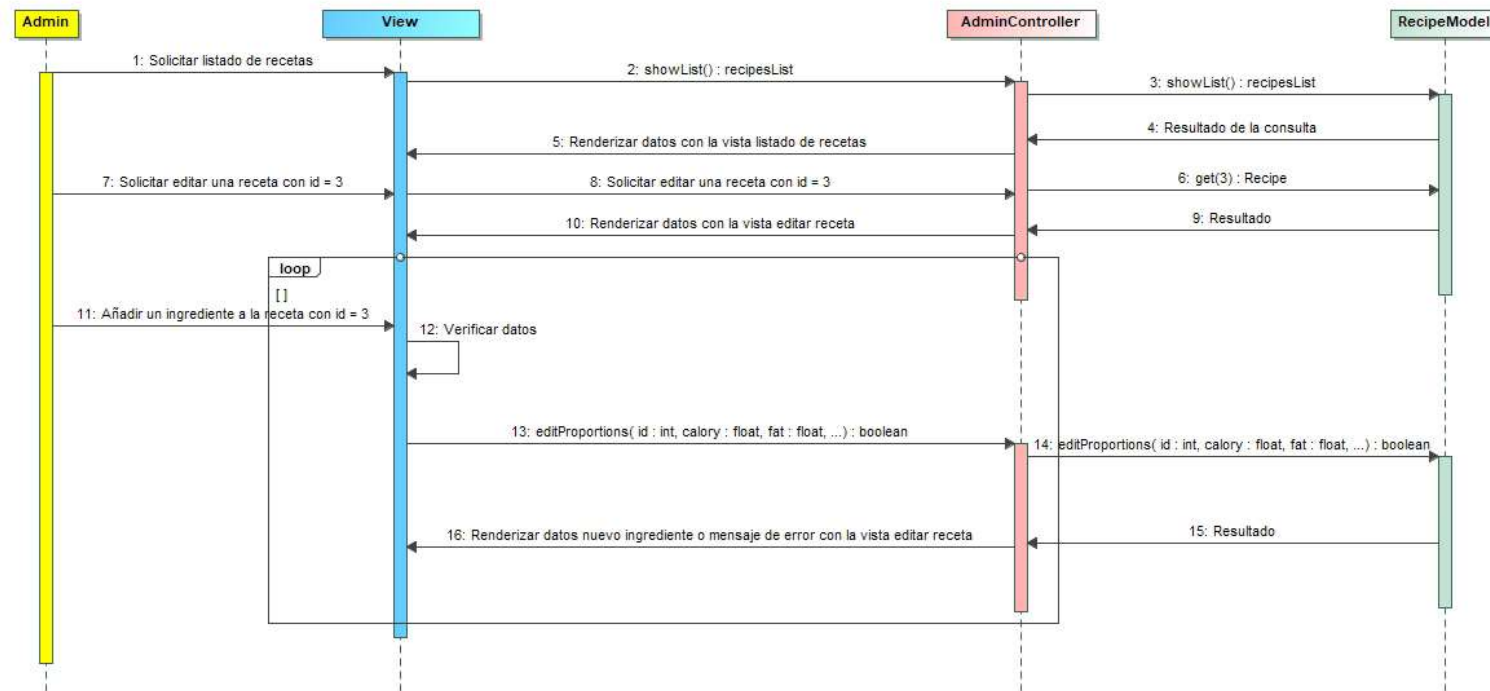 Admin
View
AdminController
RecipeModel
1: Solicitar listado de recetas
2: showList() : recipesList
3: showList() : recipesList
4: Resultado de la consulta
5: Renderizar datos con la vista listado de recetas
7: Solicitar editar una receta con id = 3
8: Solicitar editar una receta con id = 3
6: get(3) : Recipe
9: Resultado
10: Renderizar datos con la vista editar receta
loop
[ ]
11: Añadir un ingrediente a la receta con id = 3
12: Verificar datos
13: editProportions( id : int, calory : float, fat : float, ...) : boolean
14: editProportions( id : int, calory : float, fat : float, ...) : boolean
15: Resultado
16: Renderizar datos nuevo ingrediente o mensaje de error con la vista editar receta